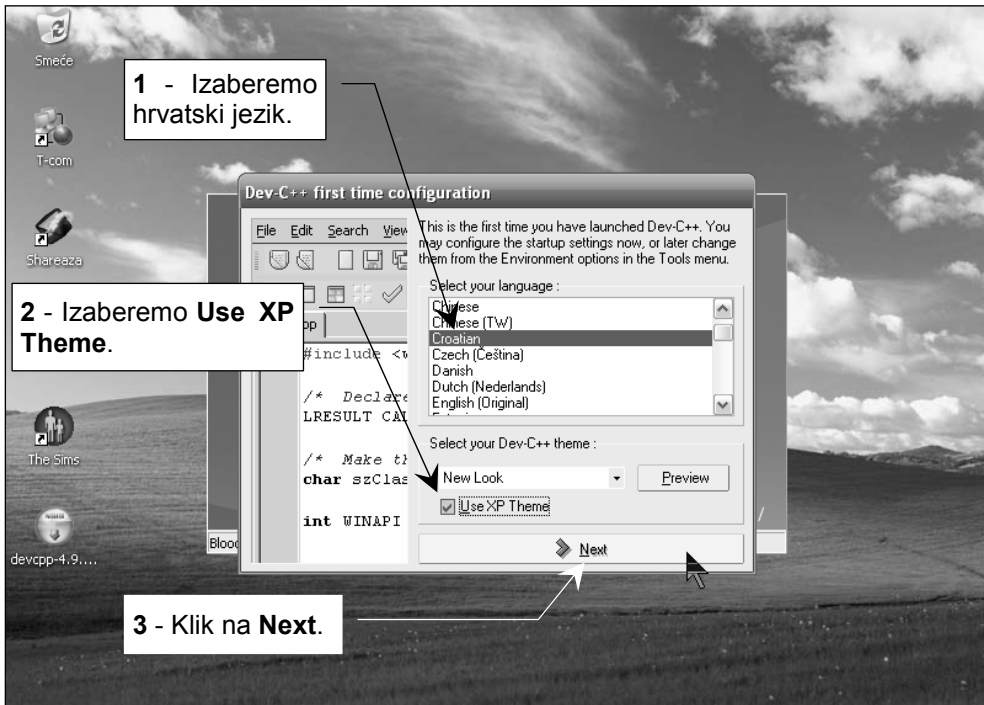 Smeće
T-com
Shareaza
The Sims
devcpp-4.9....
1 - Izaberemo
hrvatski jezik.
2 - Izaberemo Use XP
Theme.
3 - Klik na Next.
Dev-C++ first time configuration
File Edit Search View
#include
/* Declare
LRESULT
/* Make
char
int WINAPI
This is the first time you have launched Dev-C++. You
may configure the startup settings now, or later change
them from the Environment options in the Tools menu.
Select your language :
Chinese
Chinese (TW)
Croatian
Czech (Čeština)
Danish
Dutch (Nederlands)
English (Original)
Select your Dev-C++ theme :
New Look
Preview
Use XP Theme
Next